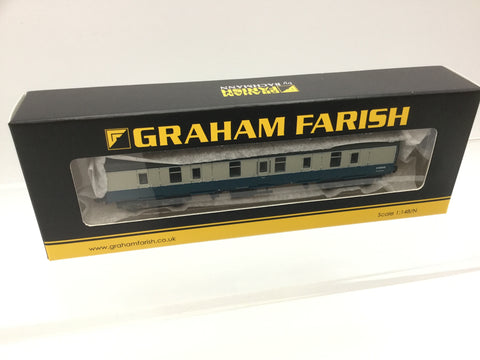 GRAHAM
FARISH
by BACHMANN
GRAHAM FARISH
Scale 1:148/N
www.grahamfarish.co.uk